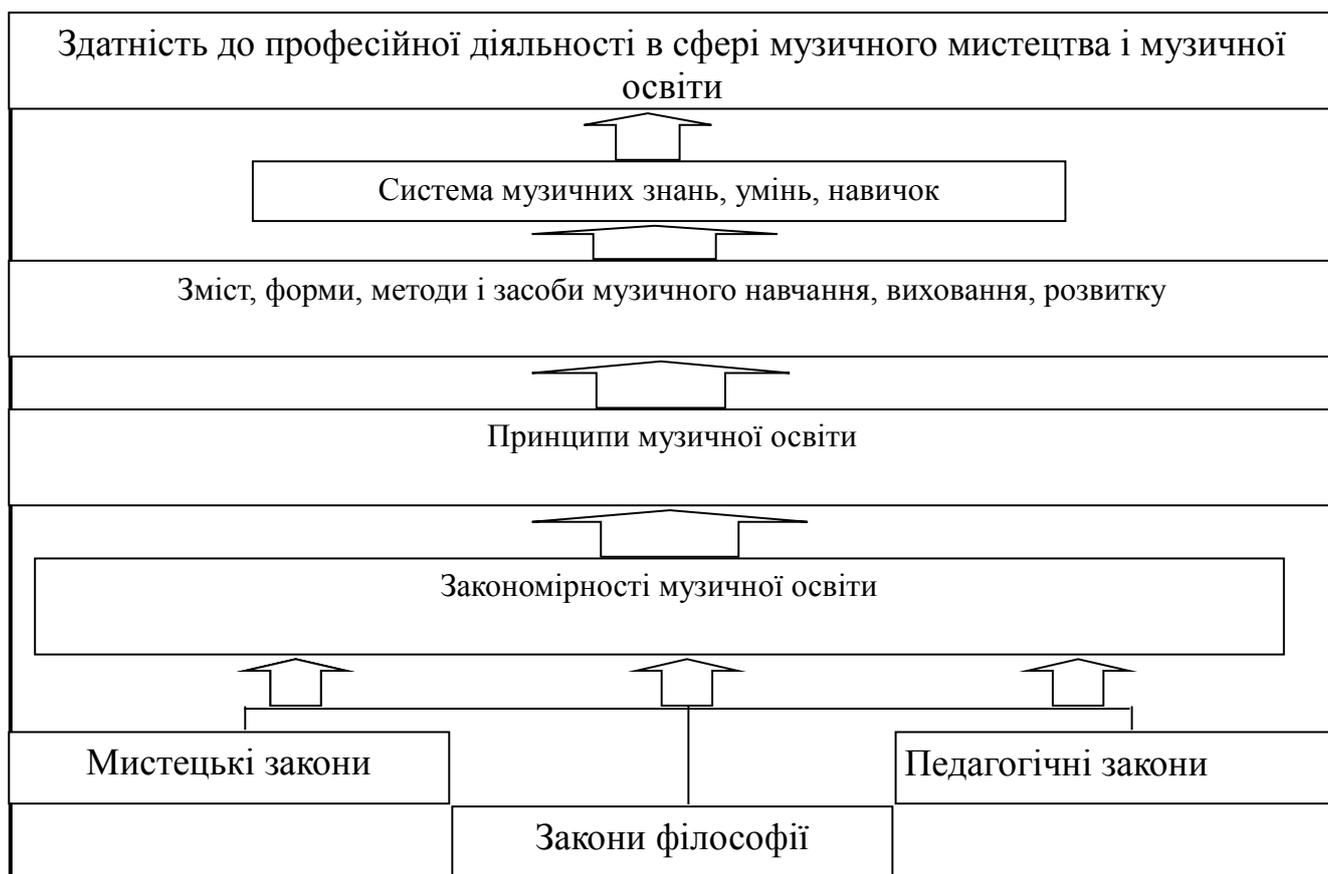 Здатність до професійної діяльності в сфері музичного мистецтва і музичної
освіти
Система музичних знань, умінь, навичок
Зміст, форми, методи і засоби музичного навчання, виховання, розвитку
Принципи музичної освіти
Закономірності музичної освіти
Мистецькі закони
Педагогічні закони
Закони філософії